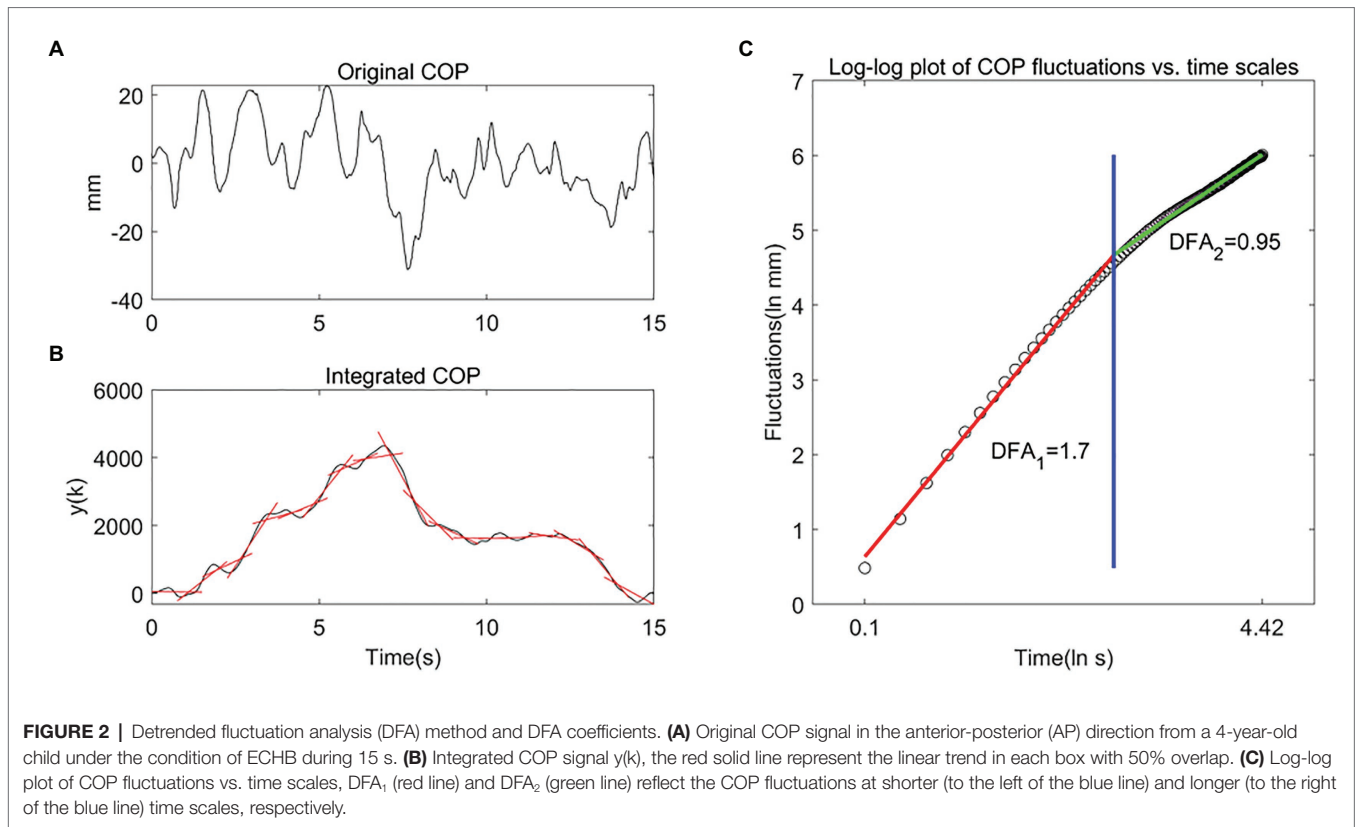 A
Original COP
20
0
-20
-40
mm
0 5 10 15
B
Integrated COP
6000
4000
2000
0
y(k)
0 5 10 15
Time(s)
C
Log-log plot of COP fluctuations vs. time scales
7
6
5
4
3
2
1
0
Fluctuations(ln mm)
DFA₂=0.95
DFA₁=1.7
0.1 4.42
Time(ln s)
FIGURE 2 | Detrended fluctuation analysis (DFA) method and DFA coefficients. (A) Original COP signal in the anterior-posterior (AP) direction from a 4-year-old
child under the condition of ECHB during 15 s. (B) Integrated COP signal y(k), the red solid line represent the linear trend in each box with 50% overlap. (C) Log-log
plot of COP fluctuations vs. time scales, DFA₁ (red line) and DFA₂ (green line) reflect the COP fluctuations at shorter (to the left of the blue line) and longer (to the right
of the blue line) time scales, respectively.